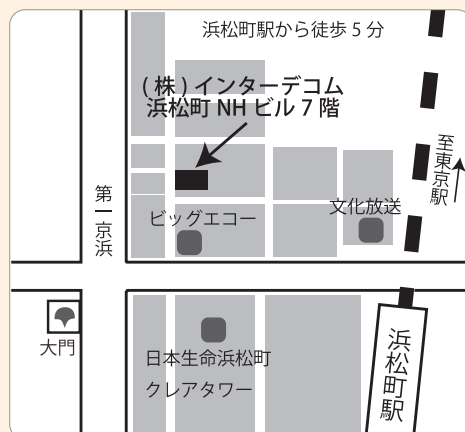 浜松町駅から徒歩5分
(株)インターデコム
浜松町NHビル7階
至東京駅
第一京浜
文化放送
ビッグエコー
大門
日本生命浜松町
クレアタワー
浜松町駅